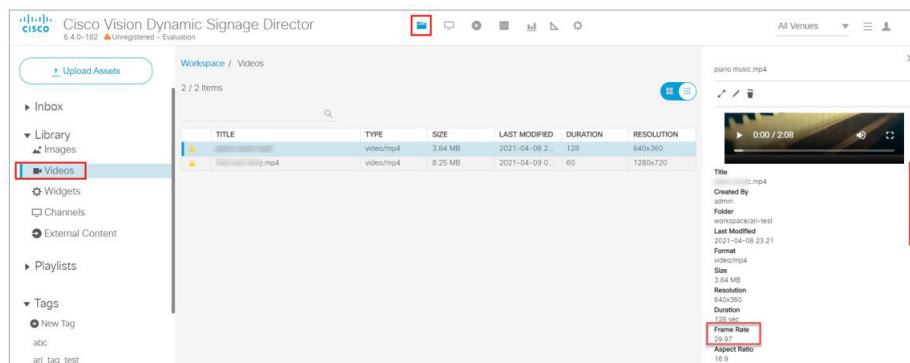 cisco
Cisco Vision Dynamic Signage Director
6.4.0-182 Unregistered - Evaluation
All Venues
Upload Assets
Inbox
Library
Images
Videos
Widgets
Channels
External Content
Playlists
Tags
New Tag
abc
ari_tag_test
Workspace / Videos
2 / 2 Items
TITLE TYPE SIZE LAST MODIFIED DURATION RESOLUTION
video/mp4 3.84 MB 2021-04-08 2... 128 640x360
.mp4 video/mp4 8.25 MB 2021-04-09 0... 60 1280x720
piano music.mp4
0:00 / 2:08
Title
c.mp4
Created By
admin
Folder
workspace/ari-test
Last Modified
2021-04-08 23:21
Format
video/mp4
Size
3.84 MB
Resolution
640x360
Duration
128 sec
Frame Rate
29.97
Aspect Ratio
16:9